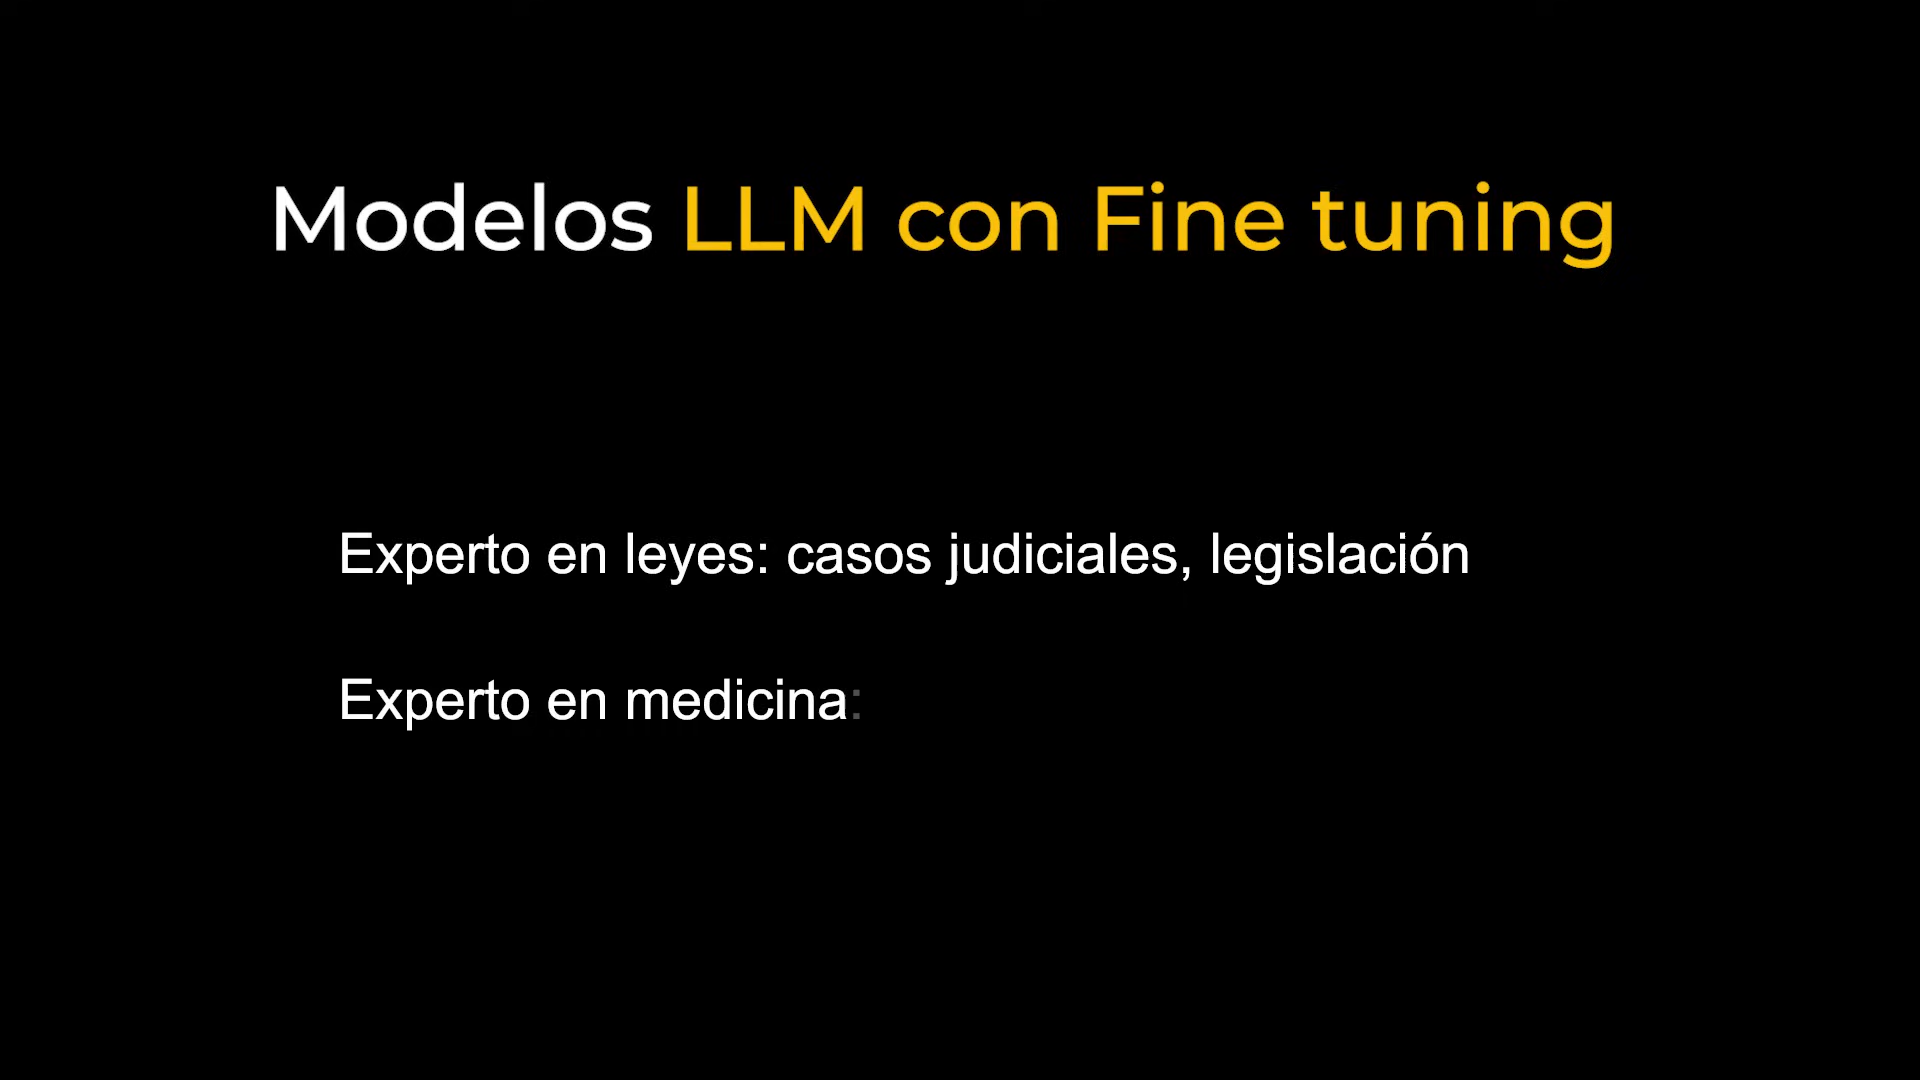 Modelos LLM con Fine tuning
Experto en leyes: casos judiciales, legislación
Experto en medicina: